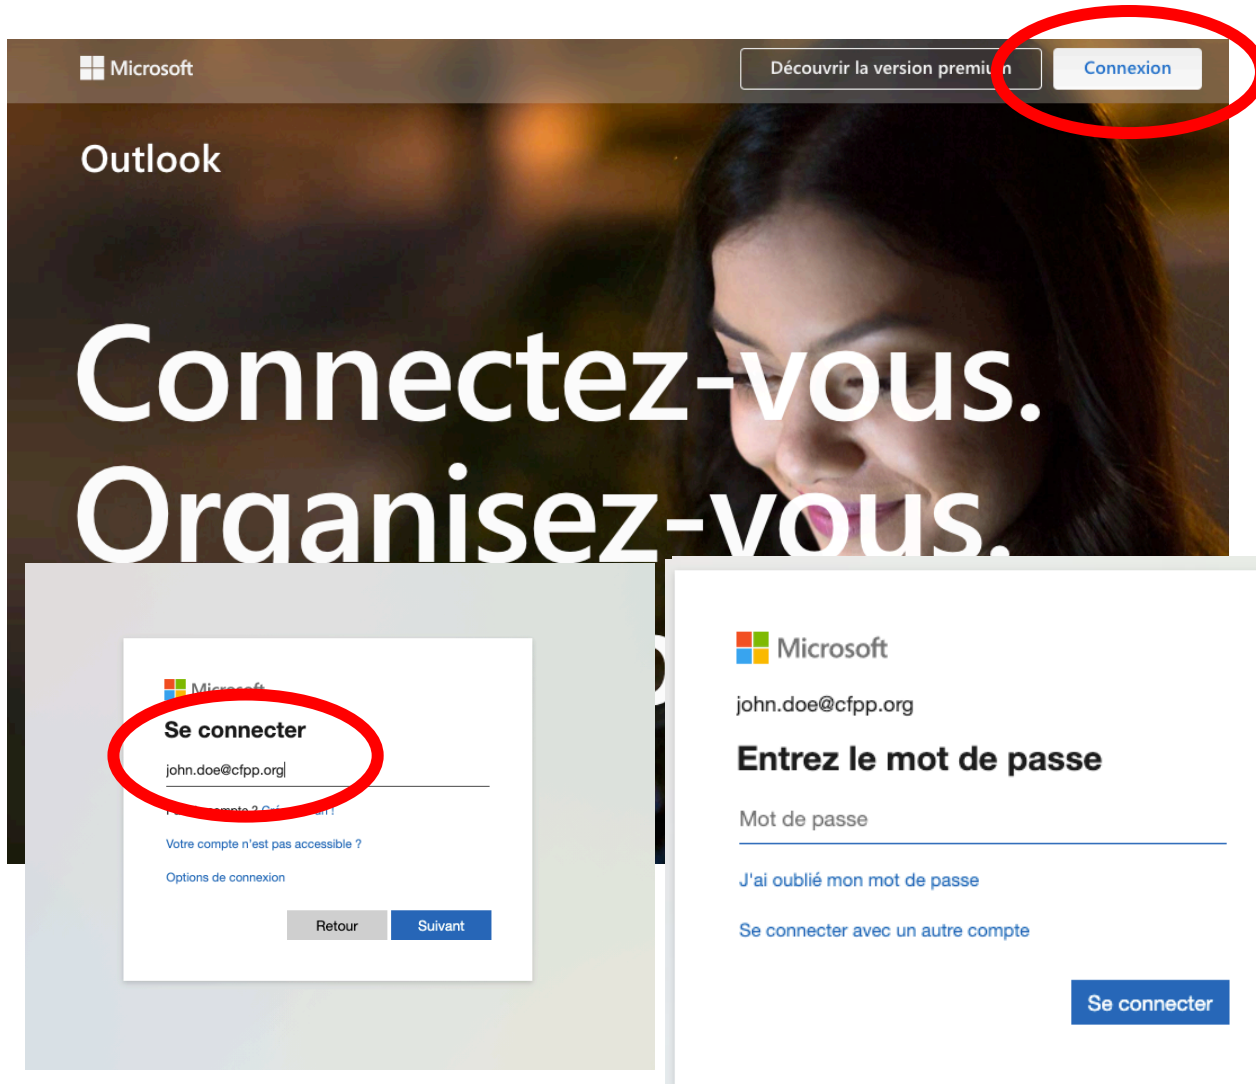 Microsoft
Découvrir la version premium
Connexion
Outlook
Connectez-vous.
Organisez-vous.
Microsoft
Se connecter
john.doe@cfpp.org
Votre compte n'est pas accessible ?
Options de connexion
Retour
Suivant
Microsoft
john.doe@cfpp.org
Entrez le mot de passe
Mot de passe
J'ai oublié mon mot de passe
Se connecter avec un autre compte
Se connecter